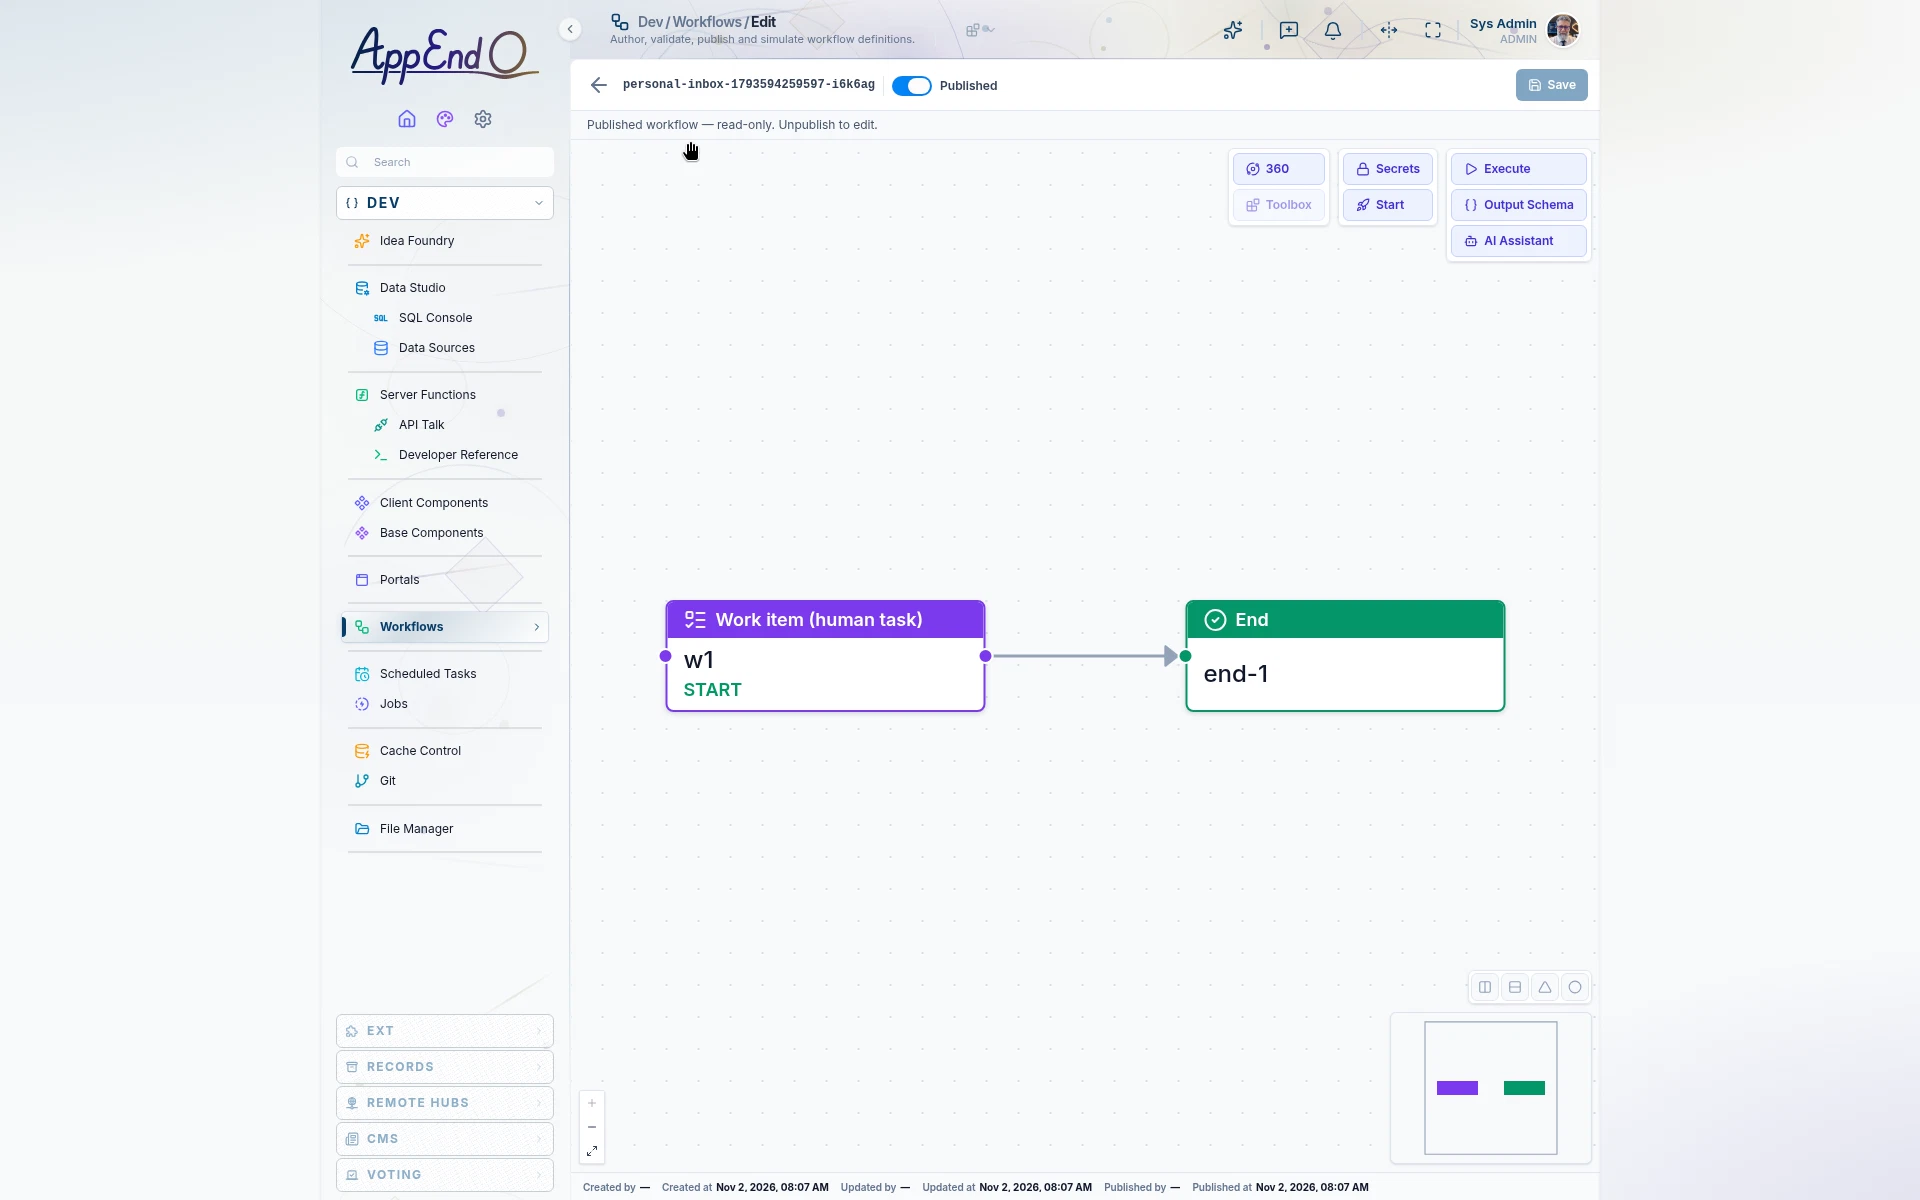 AppEnd
Search
{ } DEV
Idea Foundry
Data Studio
SQL SQL Console
Data Sources
Server Functions
API Talk
Developer Reference
Client Components
Base Components
Portals
Workflows
Scheduled Tasks
Jobs
Cache Control
Git
File Manager
EXT
RECORDS
REMOTE HUBS
CMS
VOTING
Dev / Workflows / Edit
Author, validate, publish and simulate workflow definitions.
Sys Admin
ADMIN
personal-inbox-1793594259597-i6k6ag
Published
Save
Published workflow — read-only. Unpublish to edit.
360
Toolbox
Secrets
Start
Execute
{ } Output Schema
AI Assistant
Work item (human task)
w1
START
End
end-1
Created by — Created at Nov 2, 2026, 08:07 AM Updated by — Updated at Nov 2, 2026, 08:07 AM Published by — Published at Nov 2, 2026, 08:07 AM